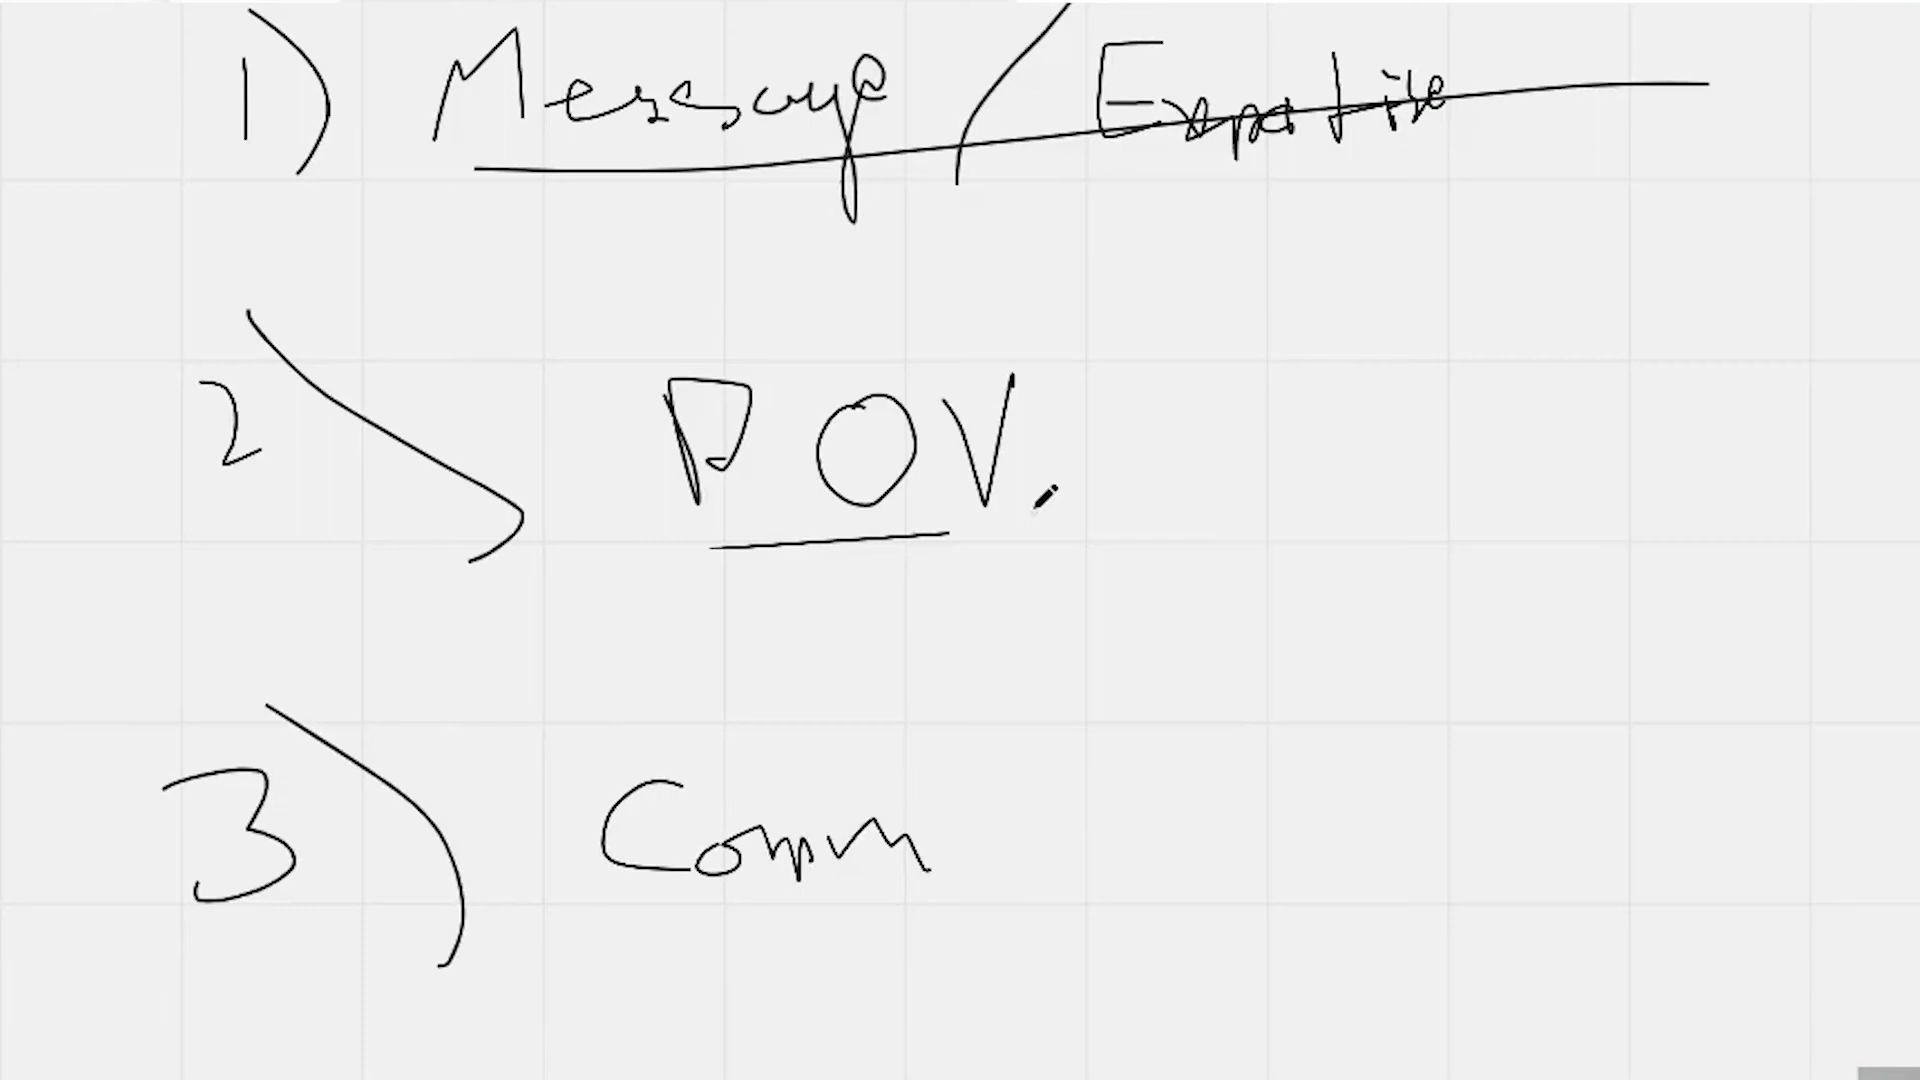 1) Message / Expertise
2) POV.
3) Comm